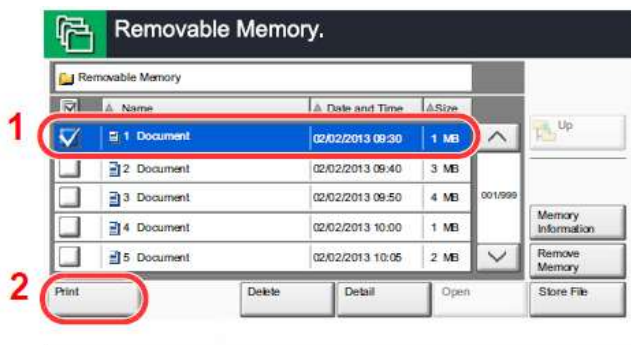 Removable Memory.
Removable Memory
Name Date and Time Size
1 1 Document 02/02/2013 09:30 1 MB Up
2 Document 02/02/2013 09:40 3 MB
3 Document 02/02/2013 09:50 4 MB 001/999
4 Document 02/02/2013 10:00 1 MB Memory Information
5 Document 02/02/2013 10:05 2 MB Remove Memory
2 Print Delete Detail Open Store File